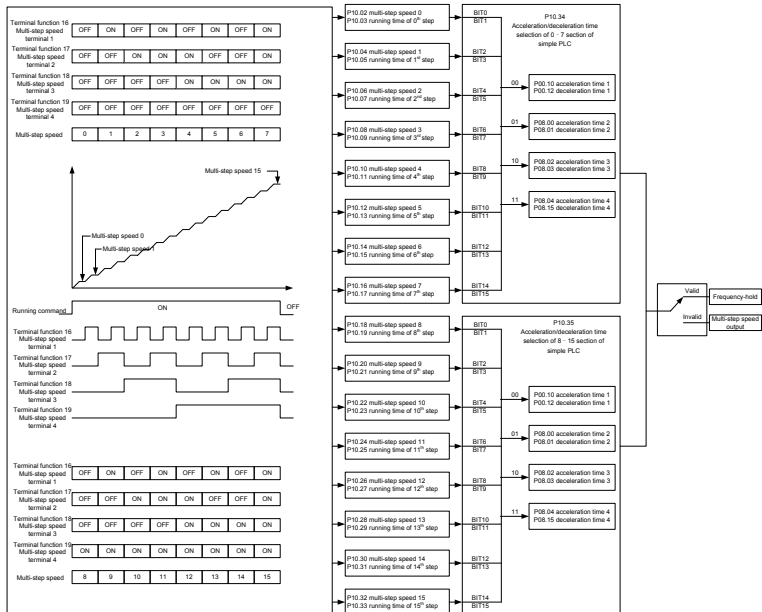 Terminal function 16
Multi-step speed
terminal 1
OFF ON OFF ON OFF ON OFF ON
Terminal function 17
Multi-step speed
terminal 2
OFF OFF ON ON OFF OFF ON ON
Terminal function 18
Multi-step speed
terminal 3
OFF OFF OFF OFF ON ON ON ON
Terminal function 19
Multi-step speed
terminal 4
OFF OFF OFF OFF OFF OFF OFF OFF
Multi-step speed
0 1 2 3 4 5 6 7
Multi-step speed 15
Multi-step speed 0
Multi-step speed 1
Running command
ON
OFF
Terminal function 16
Multi-step speed
terminal 1
Terminal function 17
Multi-step speed
terminal 2
Terminal function 18
Multi-step speed
terminal 3
Terminal function 19
Multi-step speed
terminal 4
Terminal function 16
Multi-step speed
terminal 1
OFF ON OFF ON OFF ON OFF ON
Terminal function 17
Multi-step speed
terminal 2
OFF OFF ON ON OFF OFF ON ON
Terminal function 18
Multi-step speed
terminal 3
OFF OFF OFF OFF ON ON ON ON
Terminal function 19
Multi-step speed
terminal 4
ON ON ON ON ON ON ON ON
Multi-step speed
8 9 10 11 12 13 14 15
P10.02 multi-step speed 0
P10.03 running time of 0th step
BIT0
BIT1
P10.04 multi-step speed 1
P10.05 running time of 1st step
BIT2
BIT3
P10.06 multi-step speed 2
P10.07 running time of 2nd step
BIT4
BIT5
P10.08 multi-step speed 3
P10.09 running time of 3rd step
BIT6
BIT7
P10.10 multi-step speed 4
P10.11 running time of 4th step
BIT8
BIT9
P10.12 multi-step speed 5
P10.13 running time of 5th step
BIT10
BIT11
P10.14 multi-step speed 6
P10.15 running time of 6th step
BIT12
BIT13
P10.16 multi-step speed 7
P10.17 running time of 7th step
BIT14
BIT15
P10.34
Acceleration/deceleration time
selection of 0 - 7 section of
simple PLC
00
P00.10 acceleration time 1
P00.12 deceleration time 1
01
P08.00 acceleration time 2
P08.01 deceleration time 2
10
P08.02 acceleration time 3
P08.03 deceleration time 3
11
P08.04 acceleration time 4
P08.15 deceleration time 4
P10.18 multi-step speed 8
P10.19 running time of 8th step
BIT0
BIT1
P10.20 multi-step speed 9
P10.21 running time of 9th step
BIT2
BIT3
P10.22 multi-step speed 10
P10.23 running time of 10th step
BIT4
BIT5
P10.24 multi-step speed 11
P10.25 running time of 11th step
BIT6
BIT7
P10.26 multi-step speed 12
P10.27 running time of 12th step
BIT8
BIT9
P10.28 multi-step speed 13
P10.29 running time of 13th step
BIT10
BIT11
P10.30 multi-step speed 14
P10.31 running time of 14th step
BIT12
BIT13
P10.32 multi-step speed 15
P10.33 running time of 15th step
BIT14
BIT15
P10.35
Acceleration/deceleration time
selection of 8 - 15 section of
simple PLC
00
P00.10 acceleration time 1
P00.12 deceleration time 1
01
P08.00 acceleration time 2
P08.01 deceleration time 2
10
P08.02 acceleration time 3
P08.03 deceleration time 3
11
P08.04 acceleration time 4
P08.15 deceleration time 4
Valid
Frequency-hold
Invalid
Multi-step speed
output